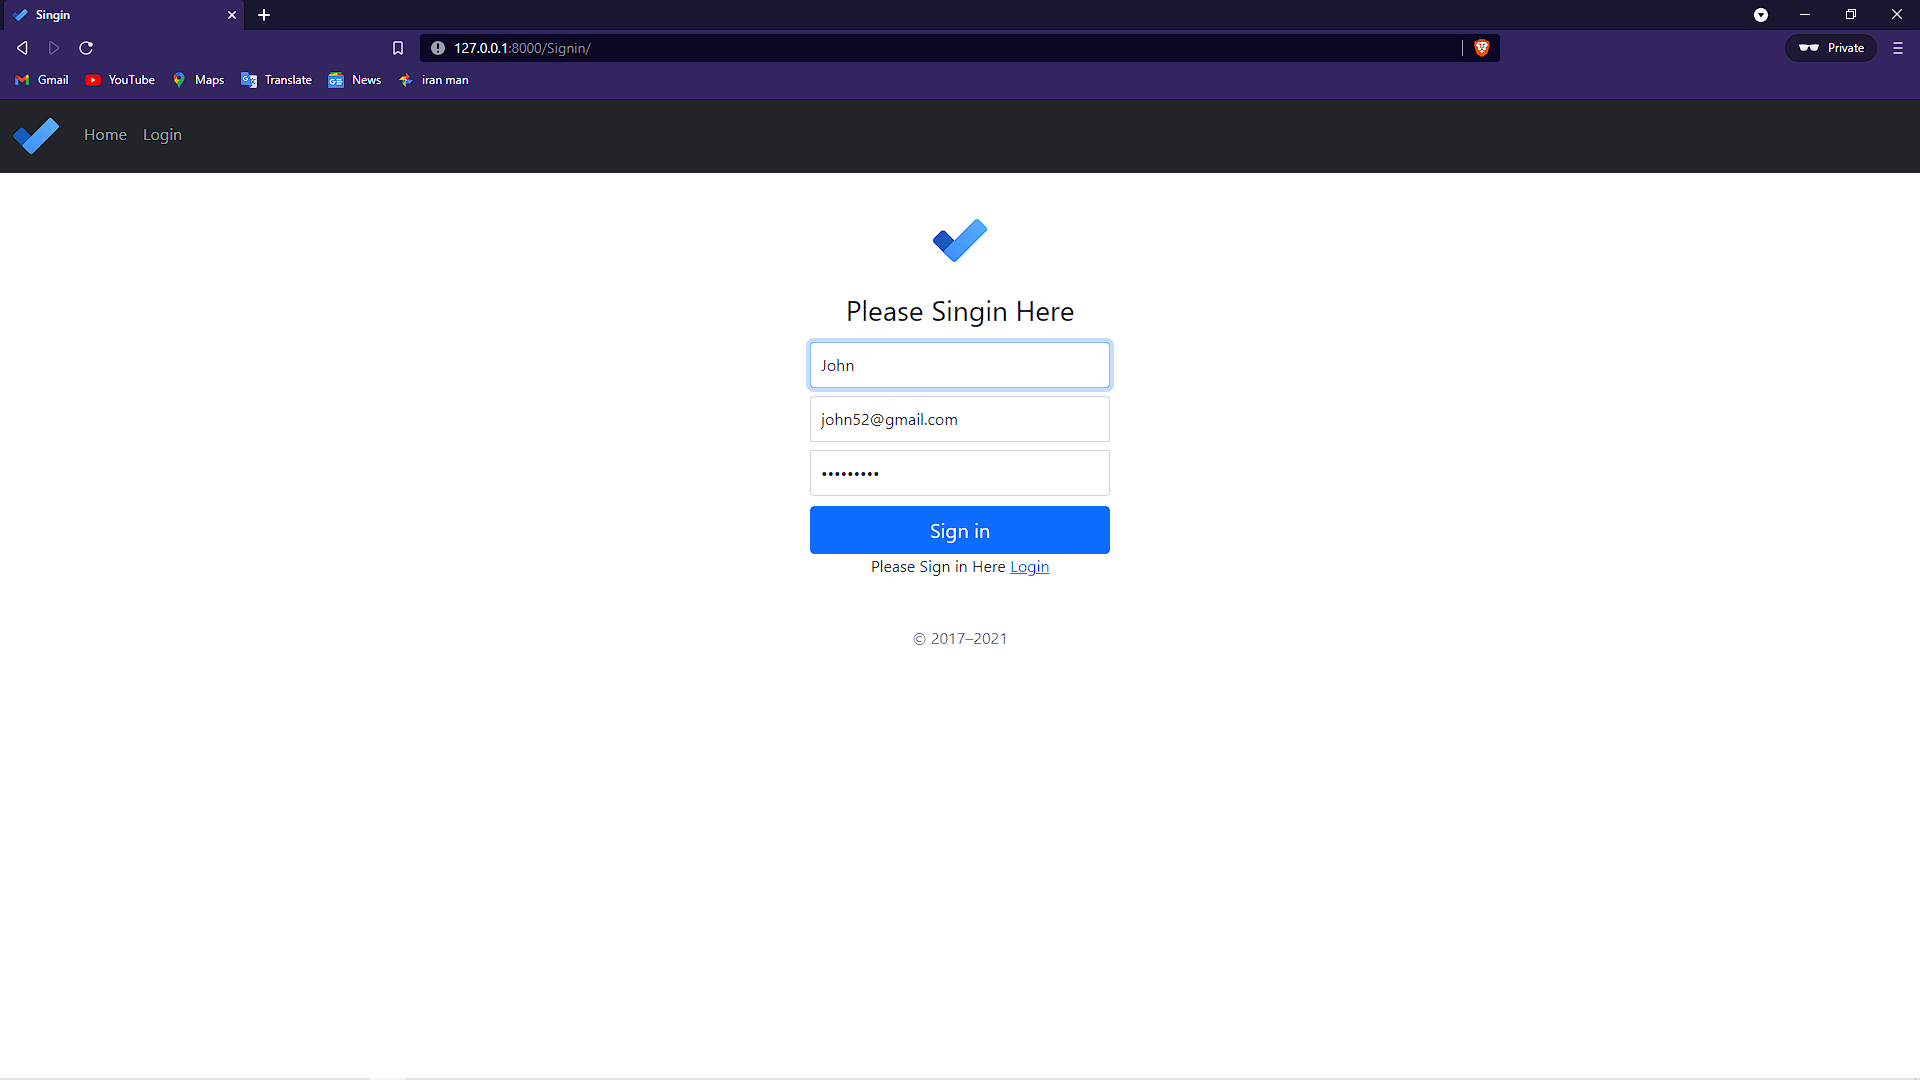 Singin
127.0.0.1:8000/Signin/
Private
Gmail YouTube Maps Translate News iran man
Home Login
Please Singin Here
John
john52@gmail.com
•••••••••
Sign in
Please Sign in Here Login
© 2017–2021